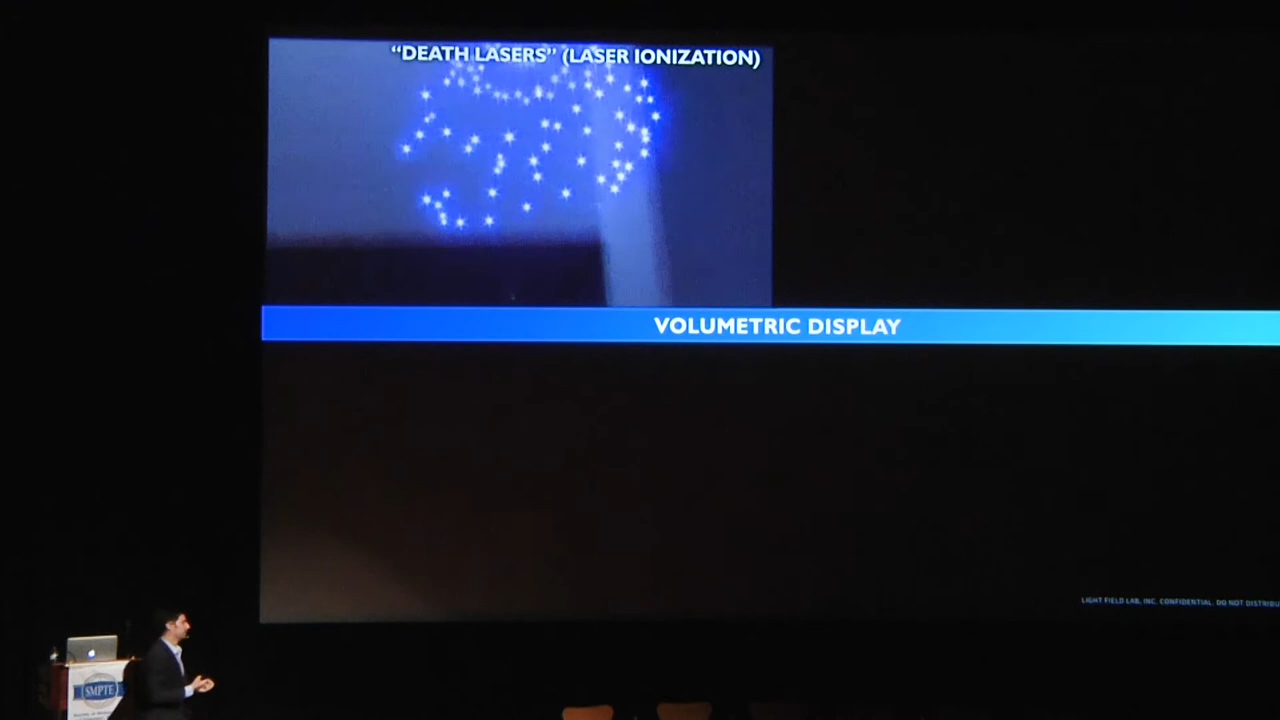 “DEATH LASERS” (LASER IONIZATION)
VOLUMETRIC DISPLAY
LIGHT FIELD LAB, INC. CONFIDENTIAL. DO NOT DISTRIBU
SMPTE